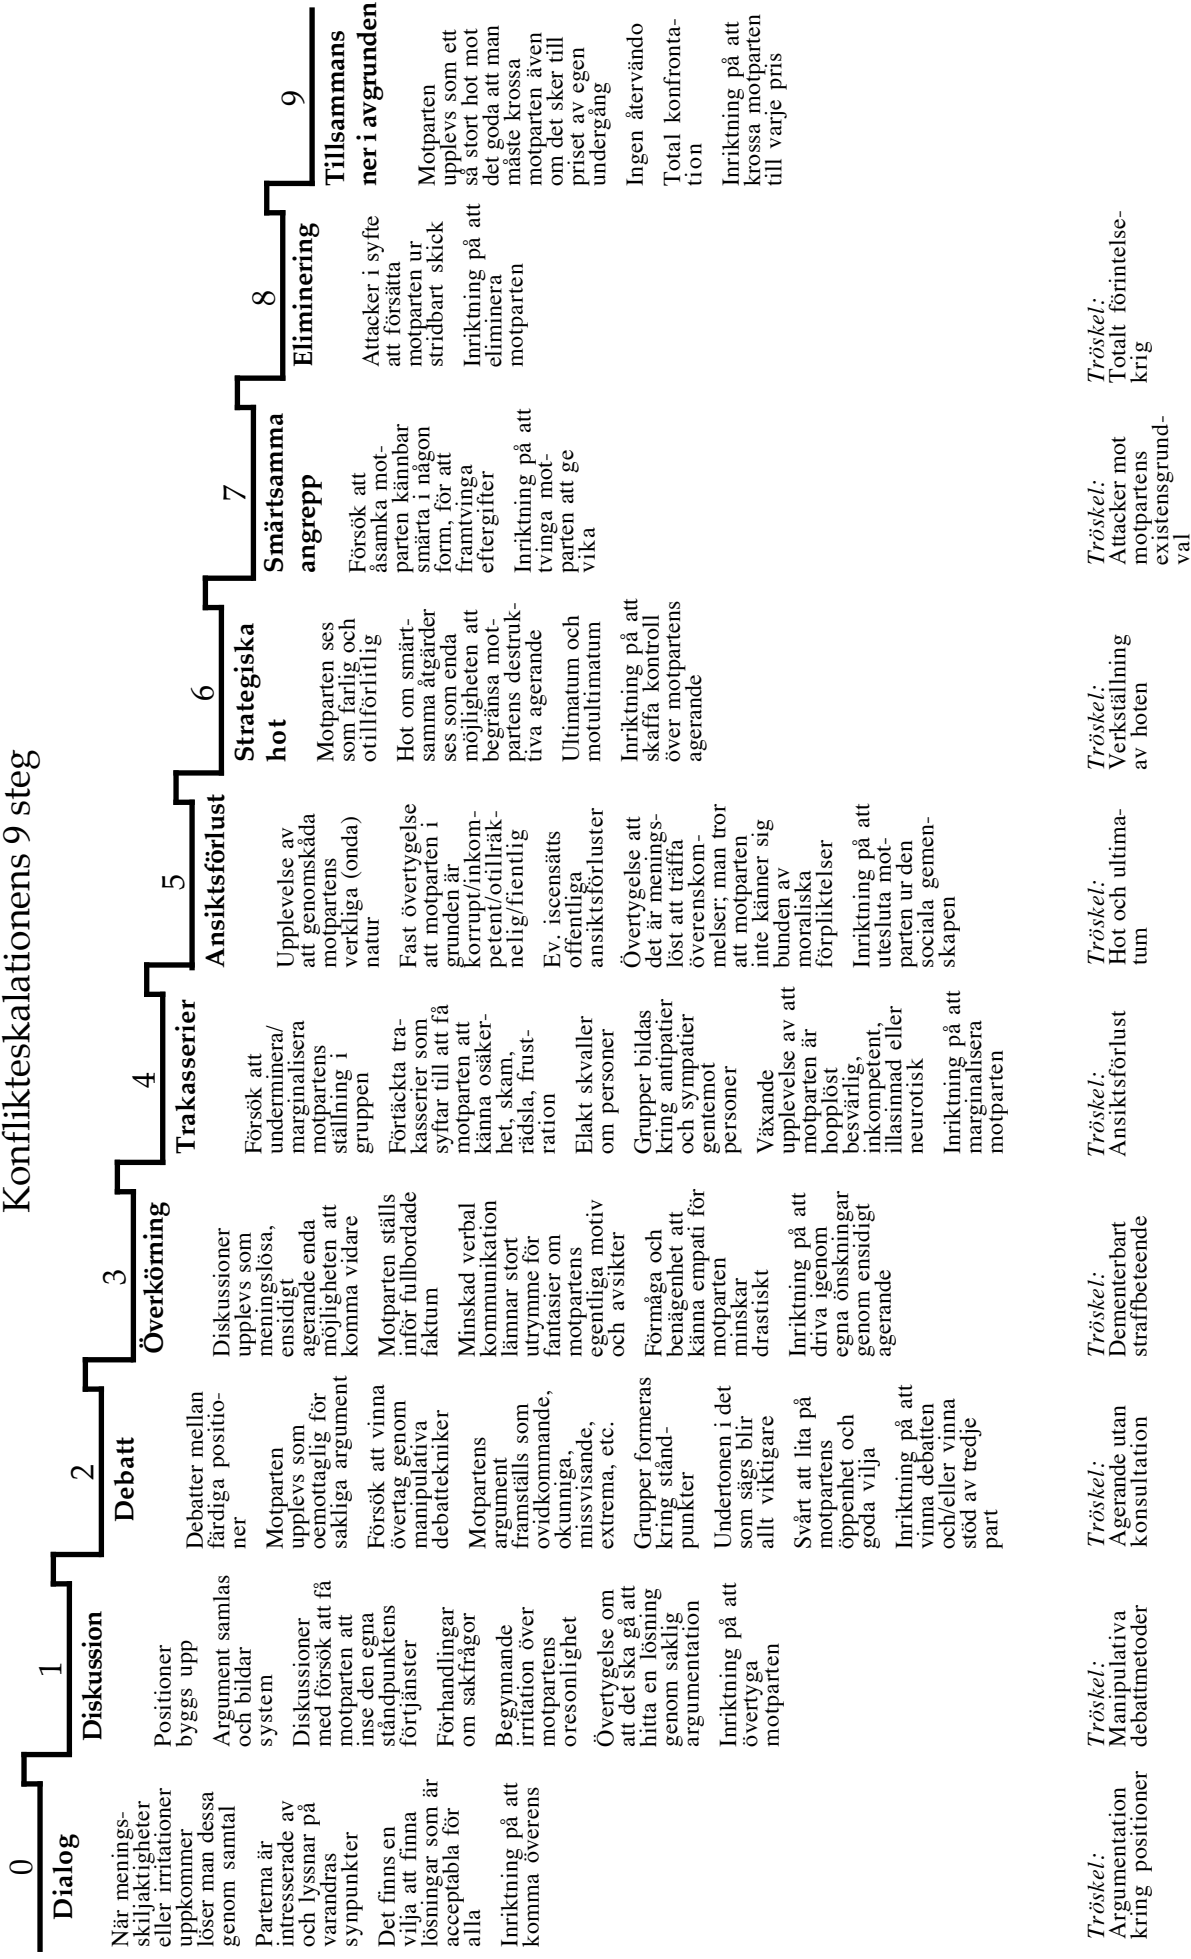 Konflikteskalationens 9 steg
0
Dialog
När menings-
skiljaktigheter
eller irritationer
uppkommer
löser man dessa
genom samtal
Parterna är
intresserade av
och lyssnar på
varandras
synpunkter
Det finns en
vilja att finna
lösningar som är
acceptabla för
alla
Inriktning på att
komma överens
Tröskel:
Argumentation
kring positioner
1
Diskussion
Positioner
byggs upp
Argument samlas
och bildar
system
Diskussioner
med försök att få
motparten att
inse den egna
ståndpunktens
förtjänster
Förhandlingar
om sakfrågor
Begynnande
irritation över
motpartens
oresonlighet
Övertygelse om
att det ska gå att
hitta en lösning
genom saklig
argumentation
Inriktning på att
övertyga
motparten
Tröskel:
Manipulativa
debattmetoder
2
Debatt
Debatter mellan
färdiga positio-
ner
Motparten
upplevs som
oemottaglig för
sakliga argument
Försök att vinna
övertag genom
manipulativa
debattekniker
Motpartens
argument
framställs som
ovidkommande,
okunniga,
missvisande,
extrema, etc.
Grupper formeras
kring stånd-
punkter
Undertonen i det
som sägs blir
allt viktigare
Svårt att lita på
motpartens
öppenhet och
goda vilja
Inriktning på att
vinna debatten
och/eller vinna
stöd av tredje
part
Tröskel:
Agerande utan
konsultation
3
Överkörning
Diskussioner
upplevs som
meningslösa,
ensidigt
agerande enda
möjligheten att
komma vidare
Motparten ställs
inför fullbordade
faktum
Minskad verbal
kommunikation
lämnar stort
utrymme för
fantasier om
motpartens
egentliga motiv
och avsikter
Förmåga och
benägenhet att
känna empati för
motparten
minskar
drastiskt
Inriktning på att
driva igenom
egna önskningar
genom ensidigt
agerande
Tröskel:
Dementerbart
straffbeteende
4
Trakasserier
Försök att
underminera/
marginalisera
motpartens
ställning i
gruppen
Förtäckta tra-
kasserier som
syftar till att få
motparten att
känna osäker-
het, skam,
rädsla, frust-
ration
Elakt skvaller
om personer
Grupper bildas
kring antipatier
och sympatier
gentemot
personer
Växande
upplevelse av att
motparten är
hopplöst
besvärlig,
inkompetent,
illasinnad eller
neurotisk
Inriktning på att
marginalisera
motparten
Tröskel:
Ansiktsförlust
5
Ansiktsförlust
Upplevelse av
att genomskåda
motpartens
verkliga (onda)
natur
Fast övertygelse
att motparten i
grunden är
korrupt/inkom-
petent/otillräk-
nelig/fientlig
Ev. iscensätts
offentliga
ansiktsförluster
Övertygelse att
det är menings-
löst att träffa
överenskom-
melser; man tror
att motparten
inte känner sig
bunden av
moraliska
förpliktelser
Inriktning på att
utesluta mot-
parten ur den
sociala gemen-
skapen
Tröskel:
Hot och ultima-
tum
6
Strategiska
hot
Motparten ses
som farlig och
otillförlitlig
Hot om smärt-
samma åtgärder
ses som enda
möjligheten att
begränsa mot-
partens destruk-
tiva agerande
Ultimatum och
motultimatum
Inriktning på att
skaffa kontroll
över motpartens
agerande
Tröskel:
Verkställning
av hoten
7
Smärtsamma
angrepp
Försök att
åsamka mot-
parten kännbar
smärta i någon
form, för att
framtvinga
eftergifter
Inriktning på att
tvinga mot-
parten att ge
vika
Tröskel:
Attacker mot
motpartens
existensgrund-
val
8
Eliminering
Attacker i syfte
att försätta
motparten ur
stridbart skick
Inriktning på att
eliminera
motparten
Tröskel:
Totalt förintelse-
krig
9
Tillsammans
ner i avgrunden
Motparten
upplevs som ett
så stort hot mot
det goda att man
måste krossa
motparten även
om det sker till
priset av egen
undergång
Ingen återvändo
Total konfronta-
tion
Inriktning på att
krossa motparten
till varje pris